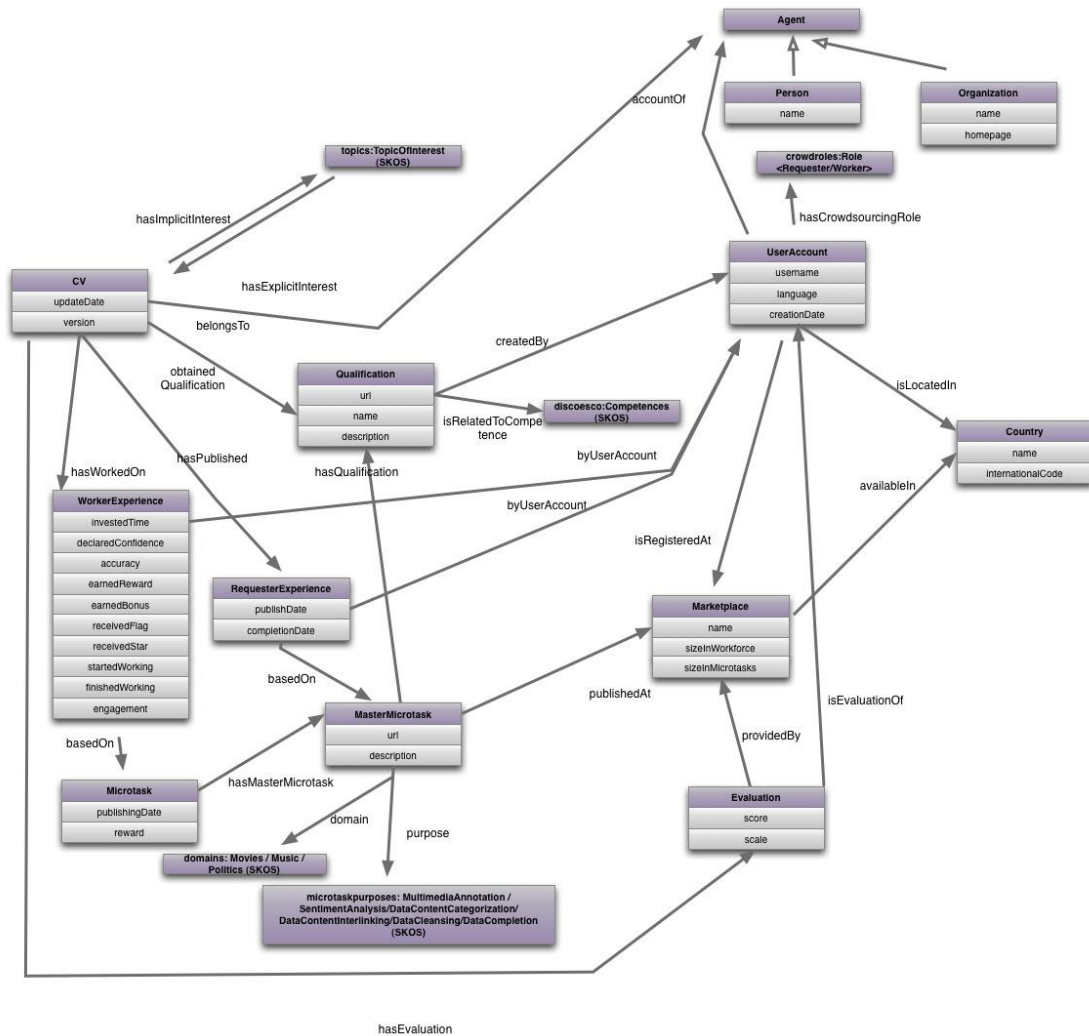 Agent
Person
name
Organization
name
homepage
accountOf
topics:TopicOfInterest
(SKOS)
crowdroles:Role
<Requester/Worker>
hasImplicitInterest
hasCrowdsourcingRole
CV
updateDate
version
hasExplicitInterest
belongsTo
UserAccount
username
language
creationDate
createdBy
obtained
Qualification
Qualification
url
name
description
isRelatedToCompe
tence
discoesco:Competences
(SKOS)
isLocatedIn
Country
name
internationalCode
hasWorkedOn
hasPublished
hasQualification
byUserAccount
byUserAccount
availableIn
WorkerExperience
investedTime
declaredConfidence
accuracy
earnedReward
earnedBonus
receivedFlag
receivedStar
startedWorking
finishedWorking
engagement
isRegisteredAt
RequesterExperience
publishDate
completionDate
Marketplace
name
sizeInWorkforce
sizeInMicrotasks
basedOn
publishedAt
isEvaluationOf
MasterMicrotask
url
description
basedOn
providedBy
Microtask
publishingDate
reward
hasMasterMicrotask
Evaluation
score
scale
domain
purpose
domains: Movies / Music /
Politics (SKOS)
microtaskpurposes: MultimediaAnnotation /
SentimentAnalysis/DataContentCategorization/
DataContentInterlinking/DataCleansing/DataCompletion
(SKOS)
hasEvaluation